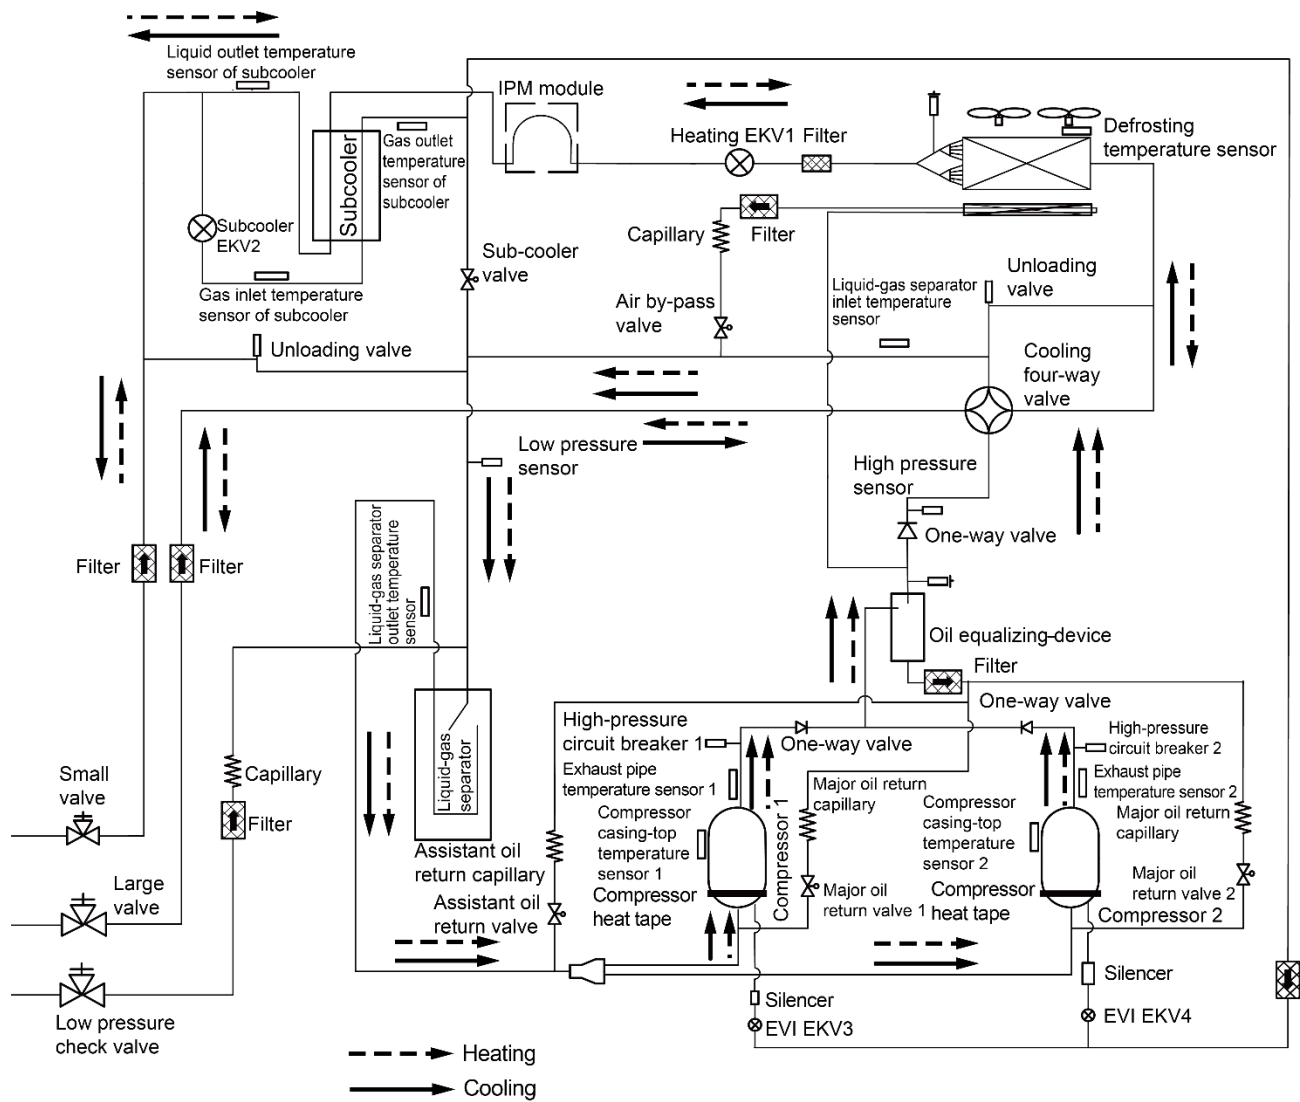 Liquid outlet temperature
sensor of subcooler
IPM module
Heating EKV1
Filter
Defrosting
temperature sensor
Subcooler
Gas outlet
temperature
sensor of
subcooler
Subcooler
EKV2
Gas inlet temperature
sensor of subcooler
Sub-cooler
valve
Capillary
Filter
Air by-pass
valve
Liquid-gas separator
inlet temperature
sensor
Unloading
valve
Unloading valve
Cooling
four-way
valve
Low pressure
sensor
High pressure
sensor
One-way valve
Filter
Filter
Liquid-gas separator
outlet temperature
sensor
Oil equalizing-device
Filter
One-way valve
High-pressure
circuit breaker 1
One-way valve
High-pressure
circuit breaker 2
Exhaust pipe
temperature sensor 1
Major oil return
capillary
Exhaust pipe
temperature sensor 2
Small
valve
Capillary
Filter
Liquid-gas
separator
Compressor
casing-top
temperature
sensor 1
Compressor 1
Compressor
casing-top
temperature
sensor 2
Major oil return
capillary
Assistant oil
return capillary
Large
valve
Assistant oil
return valve
Compressor
heat tape
Major oil
return valve 1
Compressor
heat tape
Major oil
return valve 2
Compressor 2
Silencer
Silencer
Low pressure
check valve
EVI EKV3
EVI EKV4
Heating
Cooling